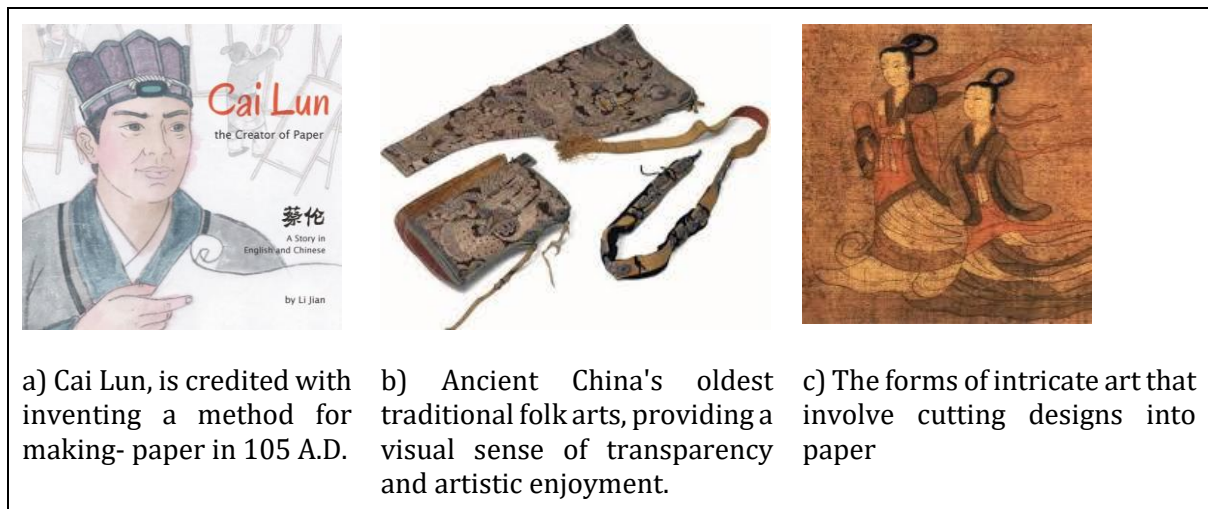 Cai Lun
the Creator of Paper
蔡伦
A Story in
English and Chinese
by Li Jian
a) Cai Lun, is credited with
inventing a method for
making- paper in 105 A.D.
b) Ancient China's oldest
traditional folk arts, providing a
visual sense of transparency
and artistic enjoyment.
c) The forms of intricate art that
involve cutting designs into
paper